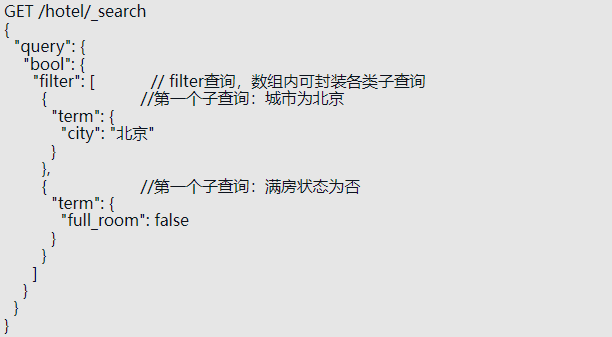 GET /hotel/_search
{
  "query": {
    "bool": {
      "filter": [            // filter查询，数组内可封装各类子查询
        {                    //第一个子查询：城市为北京
          "term": {
            "city": "北京"
          }
        },
        {                    //第一个子查询：满房状态为否
          "term": {
            "full_room": false
          }
        }
      ]
    }
  }
}